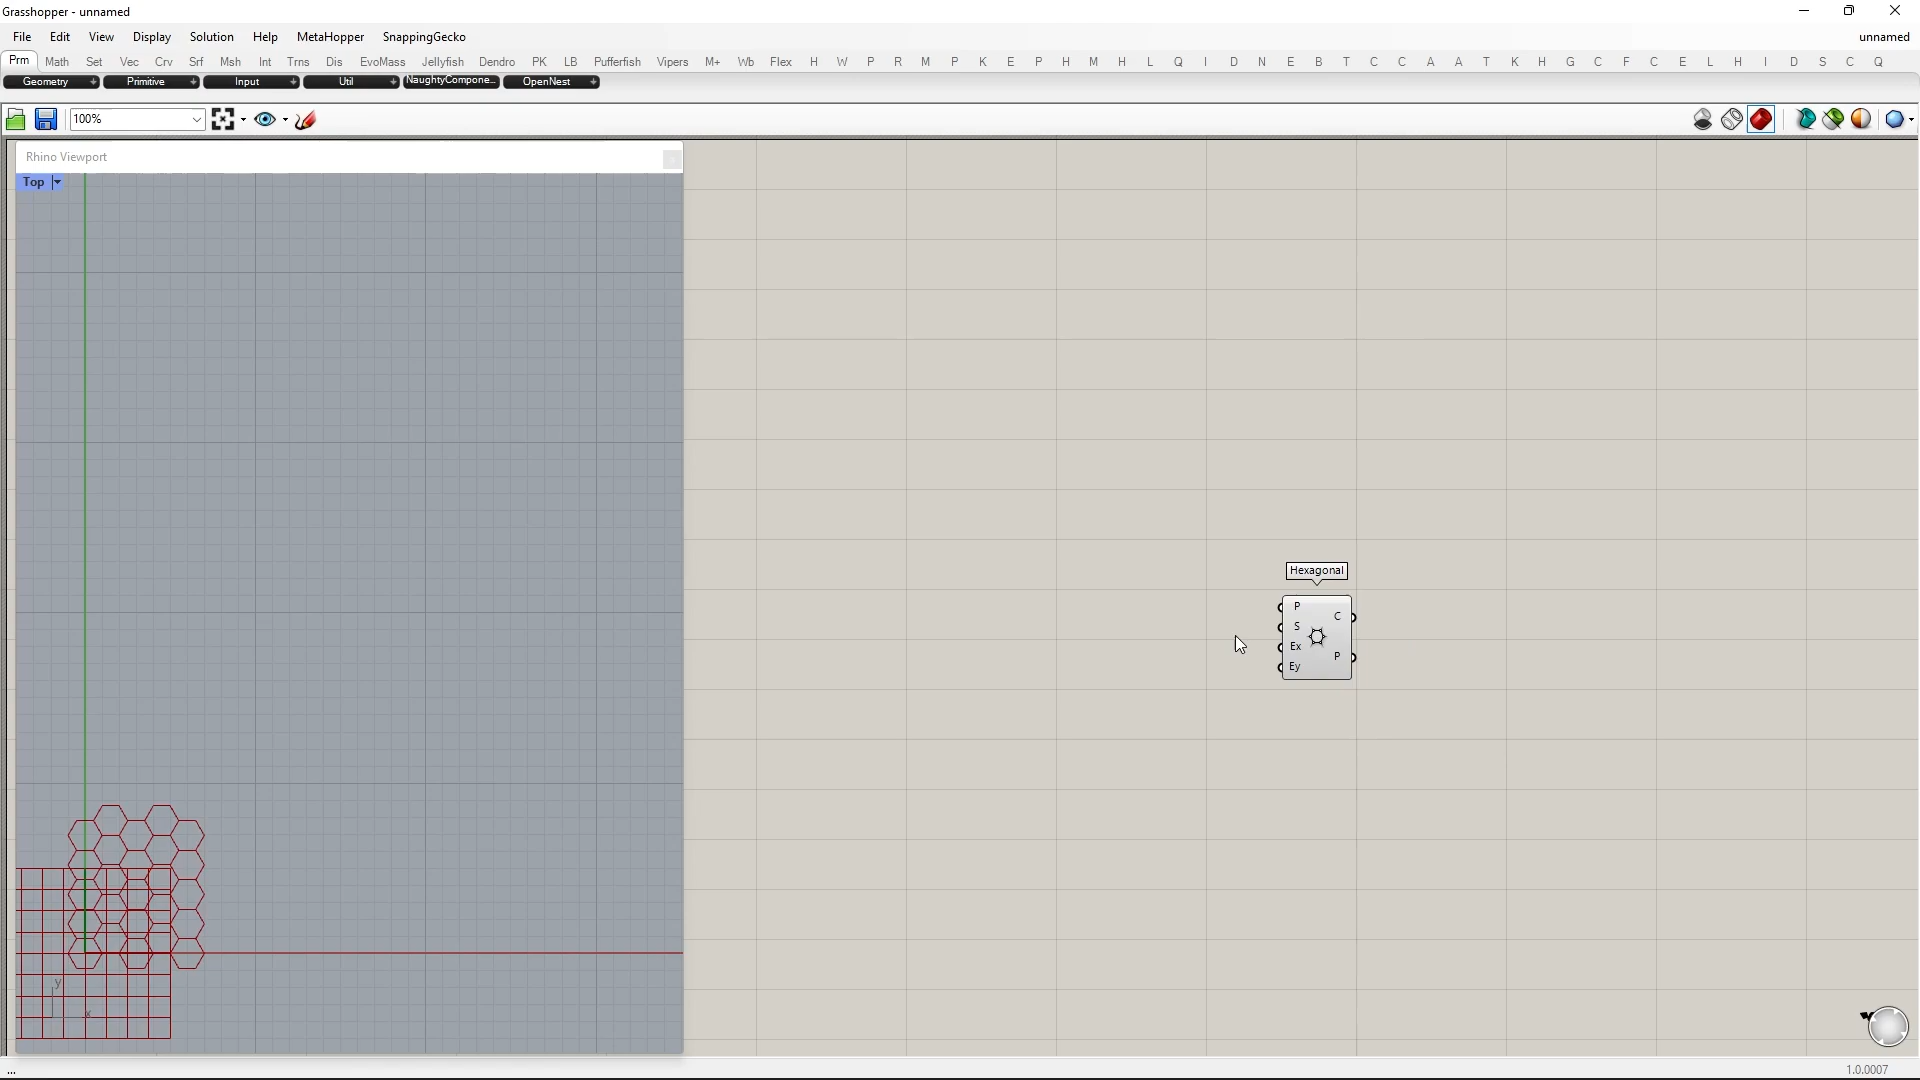 Grasshopper - unnamed
File Edit View Display Solution Help MetaHopper SnappingGecko unnamed
Prm Math Set Vec Crv Srf Msh Int Trns Dis EvoMass Jellyfish Dendro PK LB Pufferfish Vipers M+ Wb Flex H W P R M P K E P H M H L Q I D N E B T C C A A T K H G C F C E L H I D S C Q
Geometry Primitive Input Util NaughtyCompone... OpenNest
100%
Rhino Viewport
Top
Hexagonal
P
C
S
Ex
P
Ey
y
x
...
1.0.0007